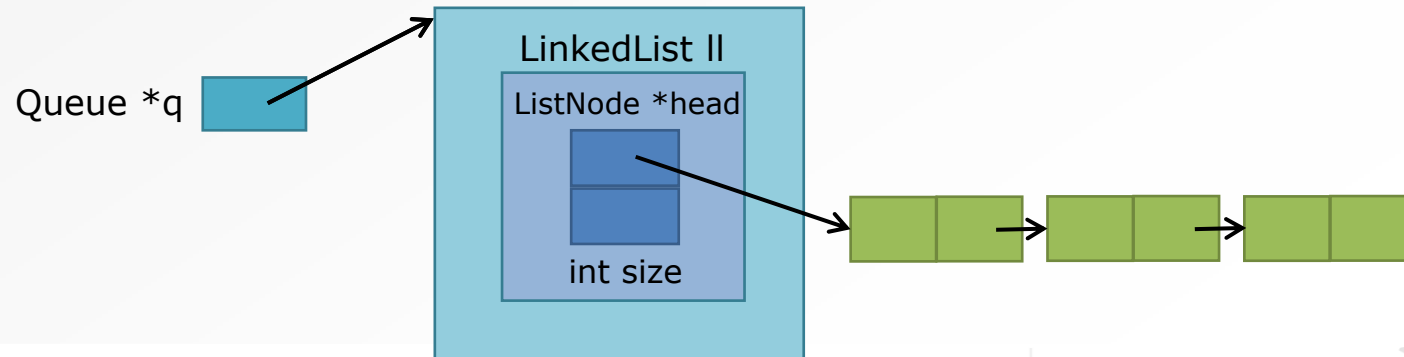 LinkedList ll
Queue *q
ListNode *head
int size